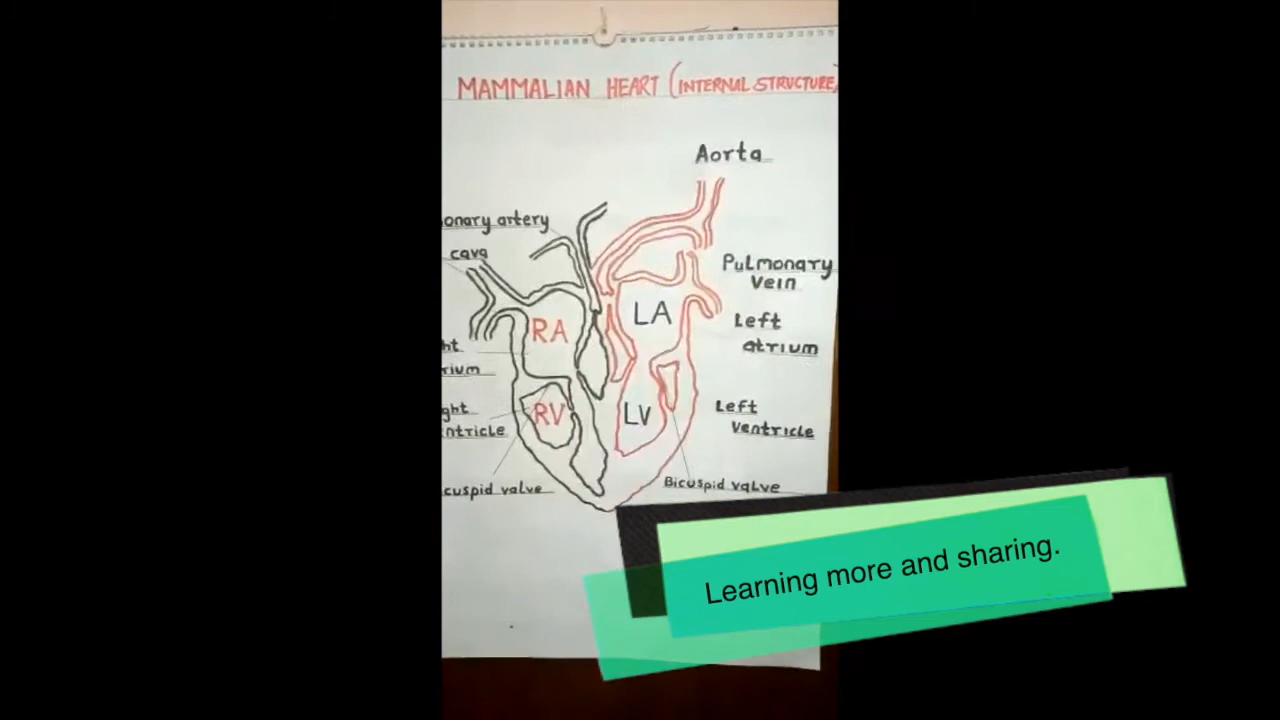 MAMMALIAN HEART (INTERNAL STRUCTURE)
Aorta
onary artery
cava
Pulmonary
Vein
RA
LA
Left
atrium
ht
rium
Left
Ventricle
RV
LV
ght
ntricle
cuspid valve
Bicuspid valve
Learning more and sharing.